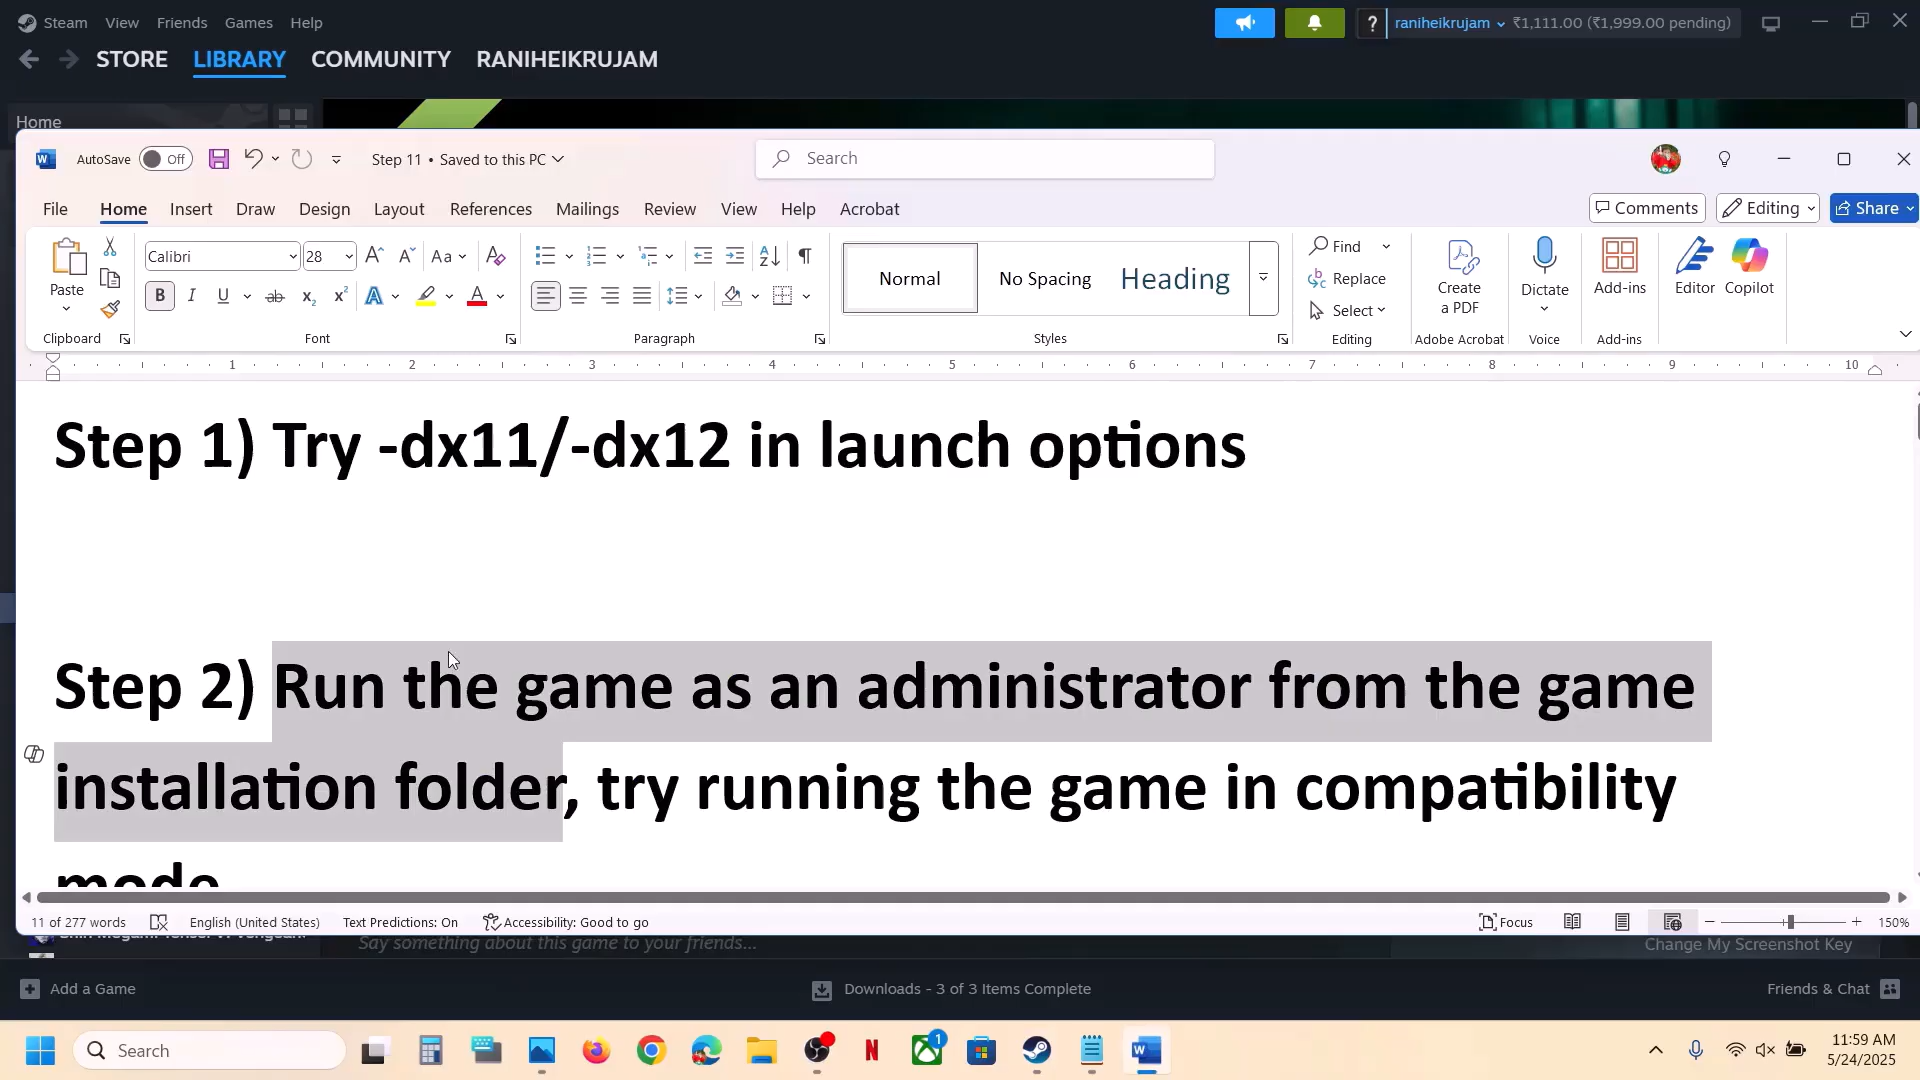 Steam View Friends Games Help
? raniheikrujam ₹1,111.00 (₹1,999.00 pending)
STORE LIBRARY COMMUNITY RANIHEIKRUJAM
Home
AutoSave Off Step 11 • Saved to this PC Search
File Home Insert Draw Design Layout References Mailings Review View Help Acrobat Comments Editing Share
Paste Calibri 28 Aa Normal No Spacing Heading Find Replace Select Create a PDF Dictate Add-ins Editor Copilot
Clipboard Font Paragraph Styles Editing Adobe Acrobat Voice Add-ins
1 2 3 4 5 6 7 8 9 10
Step 1) Try -dx11/-dx12 in launch options
Step 2) Run the game as an administrator from the game
installation folder, try running the game in compatibility
mode
11 of 277 words English (United States) Text Predictions: On Accessibility: Good to go Focus 150%
Say something about this game to your friends... Change My Screenshot Key
Add a Game Downloads - 3 of 3 Items Complete Friends & Chat
Search 1 11:59 AM
5/24/2025